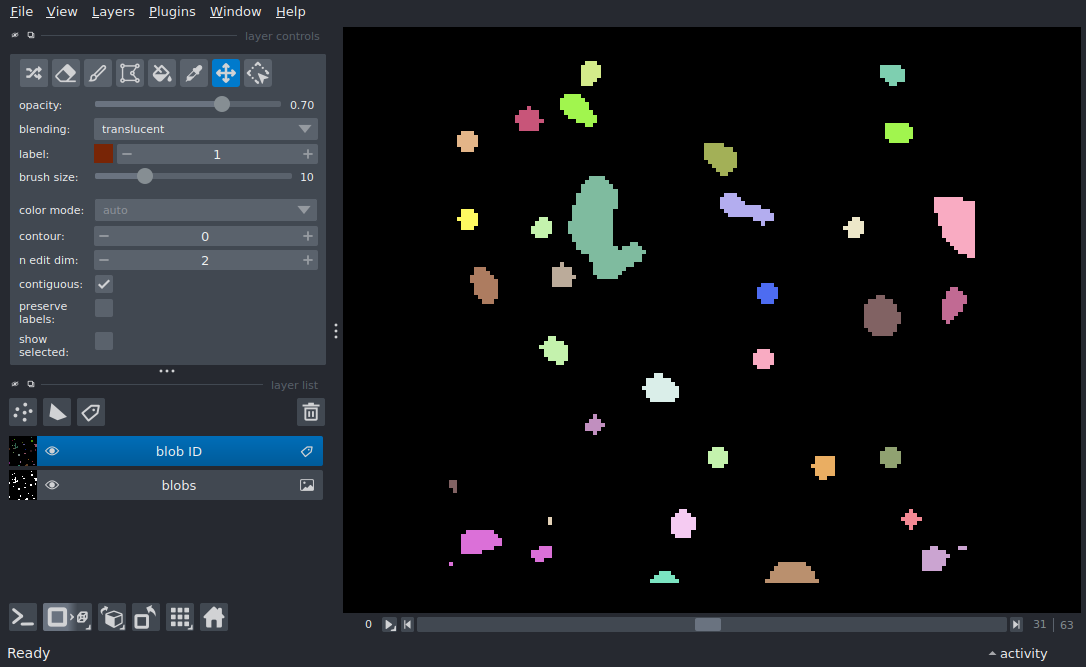 File View Layers Plugins Window Help
layer controls
opacity: 0.70
blending: translucent
label: 1
brush size: 10
color mode: auto
contour: 0
n edit dim: 2
contiguous:
preserve
labels:
show
selected:
layer list
blob ID
blobs
0 31 63
Ready activity